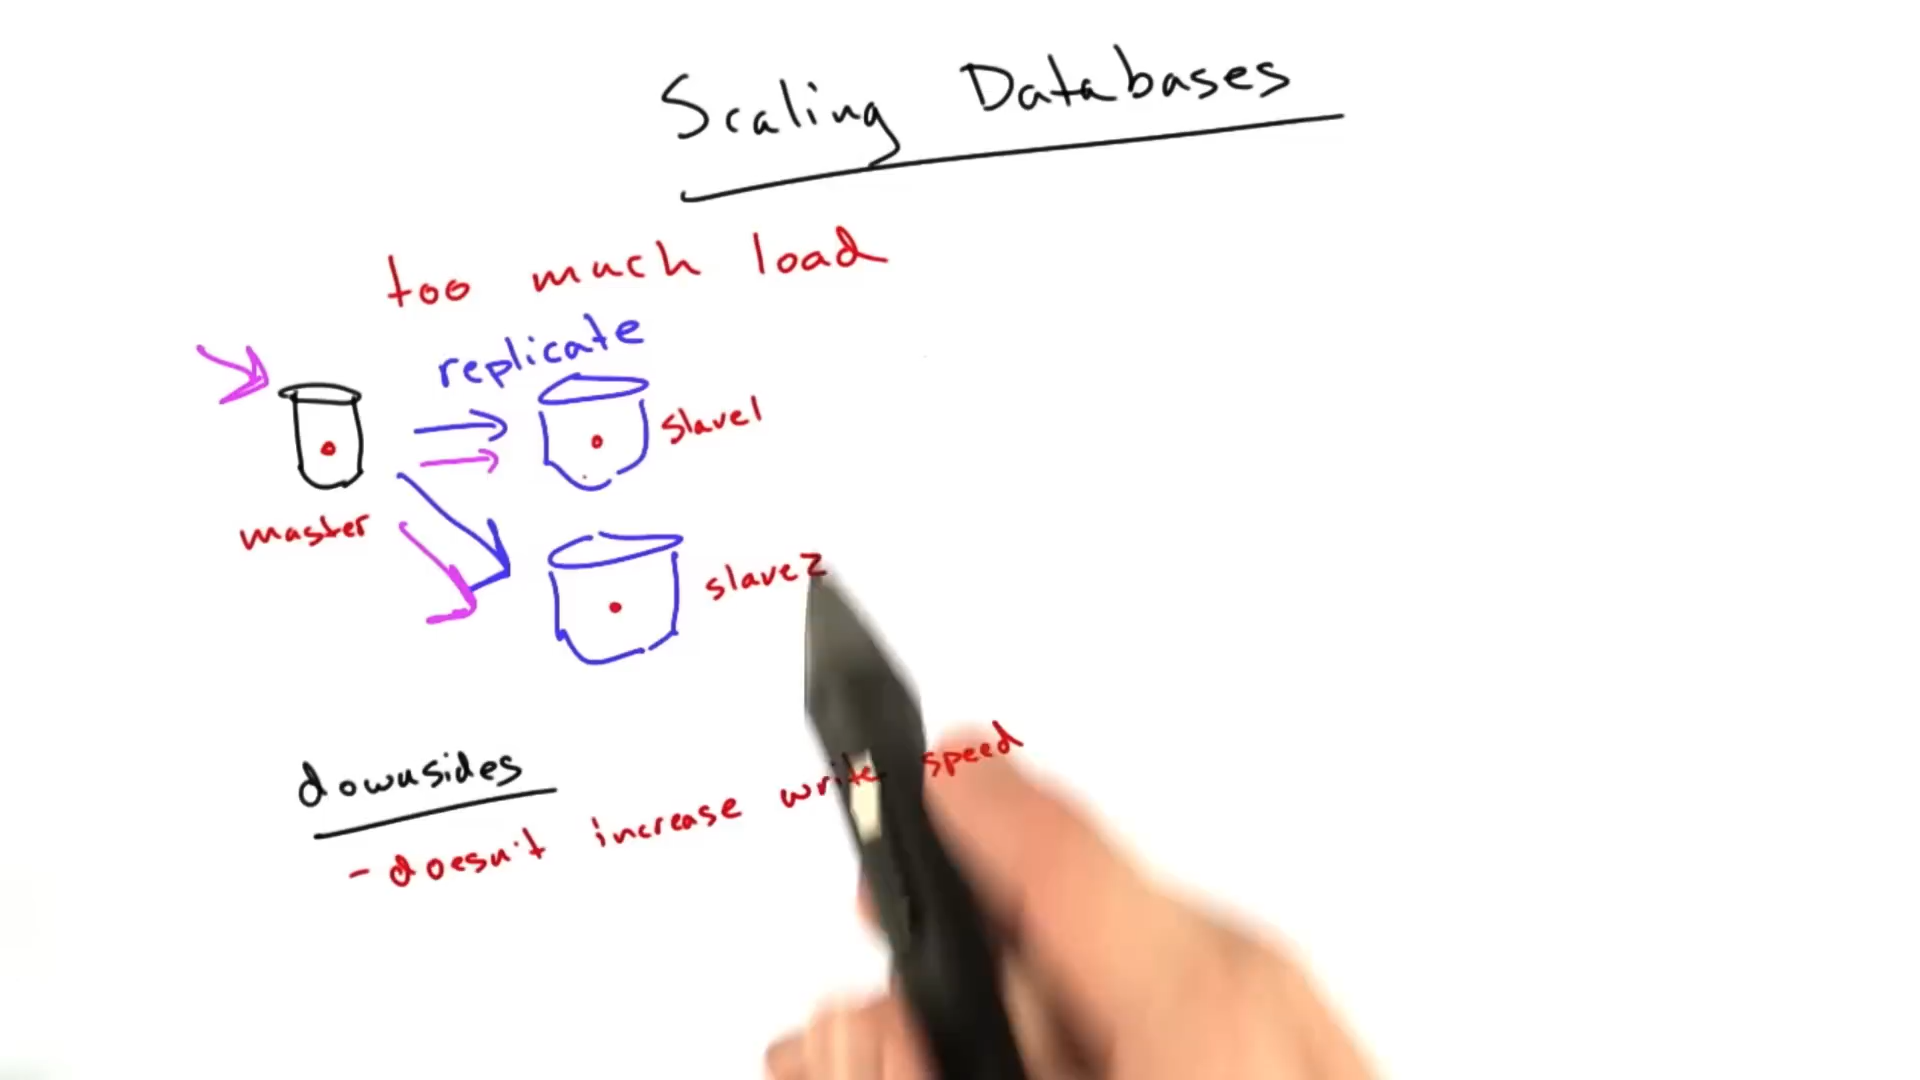 Scaling Databases
too much load
replicate
slave1
master
slave2
downsides
- doesn't increase write speed